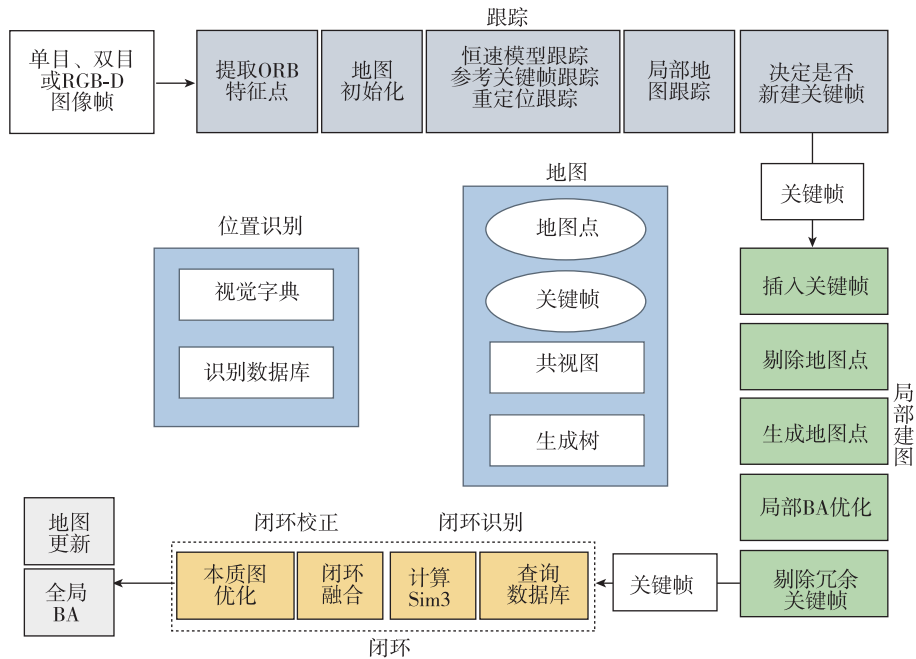 跟踪
单目、双目
或RGB-D
图像帧
提取ORB
特征点
地图
初始化
恒速模型跟踪
参考关键帧跟踪
重定位跟踪
局部地
图跟踪
决定是否
新建关键帧
关键帧
地图
地图点
关键帧
共视图
生成树
位置识别
视觉字典
识别数据库
插入关键帧
剔除地图点
生成地图点
局部BA优化
剔除冗余
关键帧
局部建图
关键帧
闭环校正
闭环识别
本质图
优化
闭环
融合
计算
Sim3
查询
数据库
闭环
地图
更新
全局
BA